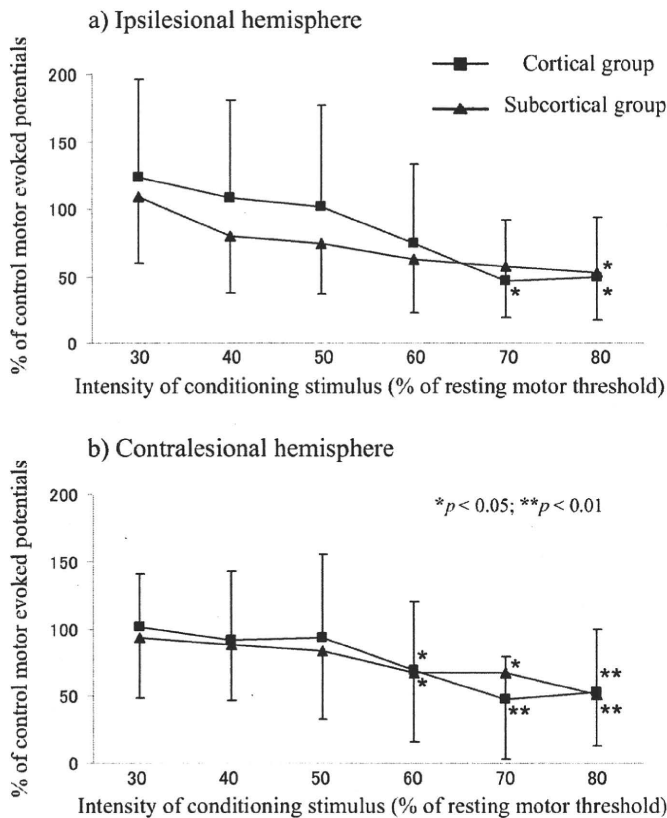 a) Ipsilesional hemisphere
% of control motor evoked potentials
200
150
100
50
0
Cortical group
Subcortical group
*
*
*
30 40 50 60 70 80
Intensity of conditioning stimulus (% of resting motor threshold)
b) Contralesional hemisphere
% of control motor evoked potentials
200
150
100
50
0
*p < 0.05; **p < 0.01
* * **
* ** **
30 40 50 60 70 80
Intensity of conditioning stimulus (% of resting motor threshold)